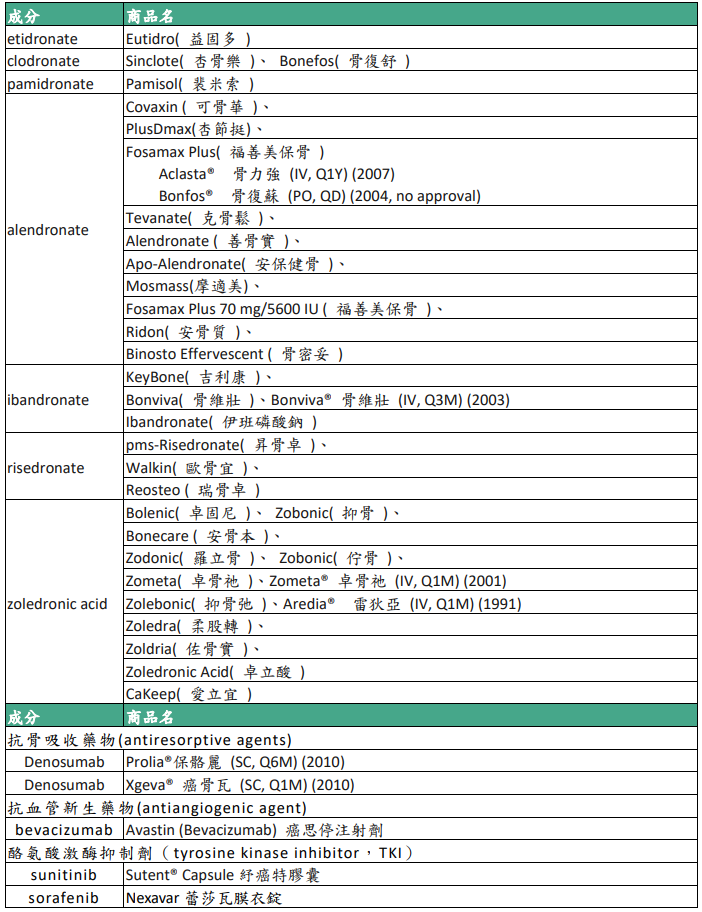 成分 商品名
etidronate Eutidro( 益固多 )
clodronate Sinclote( 杏骨樂 )、 Bonefos( 骨復舒 )
pamidronate Pamisol( 裴米索 )
alendronate Covaxin ( 可骨華 )、
PlusDmax(杏節挺)、
Fosamax Plus( 福善美保骨 )
Aclasta® 骨力強 (IV, Q1Y) (2007)
Bonfos® 骨復蘇 (PO, QD) (2004, no approval)
Tevanate( 克骨鬆 )、
Alendronate ( 善骨實 )、
Apo-Alendronate( 安保健骨 )、
Mosmass(摩適美)、
Fosamax Plus 70 mg/5600 IU ( 福善美保骨 )、
Ridon( 安骨質 )、
Binosto Effervescent ( 骨密妥 )
ibandronate KeyBone( 吉利康 )、
Bonviva( 骨維壯 )、Bonviva® 骨維壯 (IV, Q3M) (2003)
Ibandronate( 伊班磷酸鈉 )
risedronate pms-Risedronate( 昇骨卓 )、
Walkin( 歐骨宜 )、
Reosteo ( 瑞骨卓 )
zoledronic acid Bolenic( 卓固尼 )、 Zobonic( 抑骨 )、
Bonecare ( 安骨本 )、
Zodonic( 羅立骨 )、 Zobonic( 佇骨 )、
Zometa( 卓骨祂 )、Zometa® 卓骨祂 (IV, Q1M) (2001)
Zolebonic( 抑骨弛 )、Aredia® 雷狄亞 (IV, Q1M) (1991)
Zoledra( 柔股轉 )、
Zoldria( 佐骨實 )、
Zoledronic Acid( 卓立酸 )
CaKeep( 愛立宜 )
成分 商品名
抗骨吸收藥物(antiresorptive agents)
Denosumab Prolia®保骼麗 (SC, Q6M) (2010)
Denosumab Xgeva® 癌骨瓦 (SC, Q1M) (2010)
抗血管新生藥物(antiangiogenic agent)
bevacizumab Avastin (Bevacizumab) 癌思停注射劑
酪氨酸激酶抑制劑（tyrosine kinase inhibitor，TKI）
sunitinib Sutent® Capsule 紓癌特膠囊
sorafenib Nexavar 蕾莎瓦膜衣錠